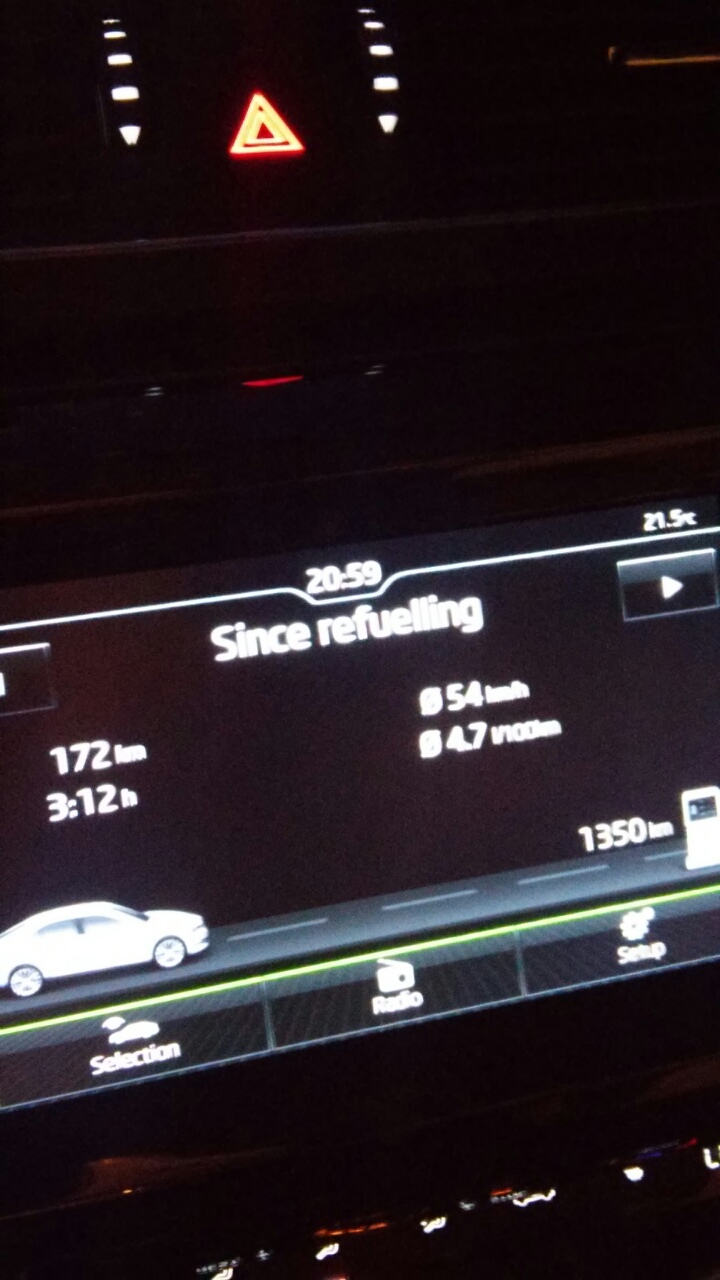 21.5°C
20:59
Since refuelling
Ø 54 km/h
172 km
Ø 4.7 l/100km
3:12 h
1350 km
Setup
Radio
Selection